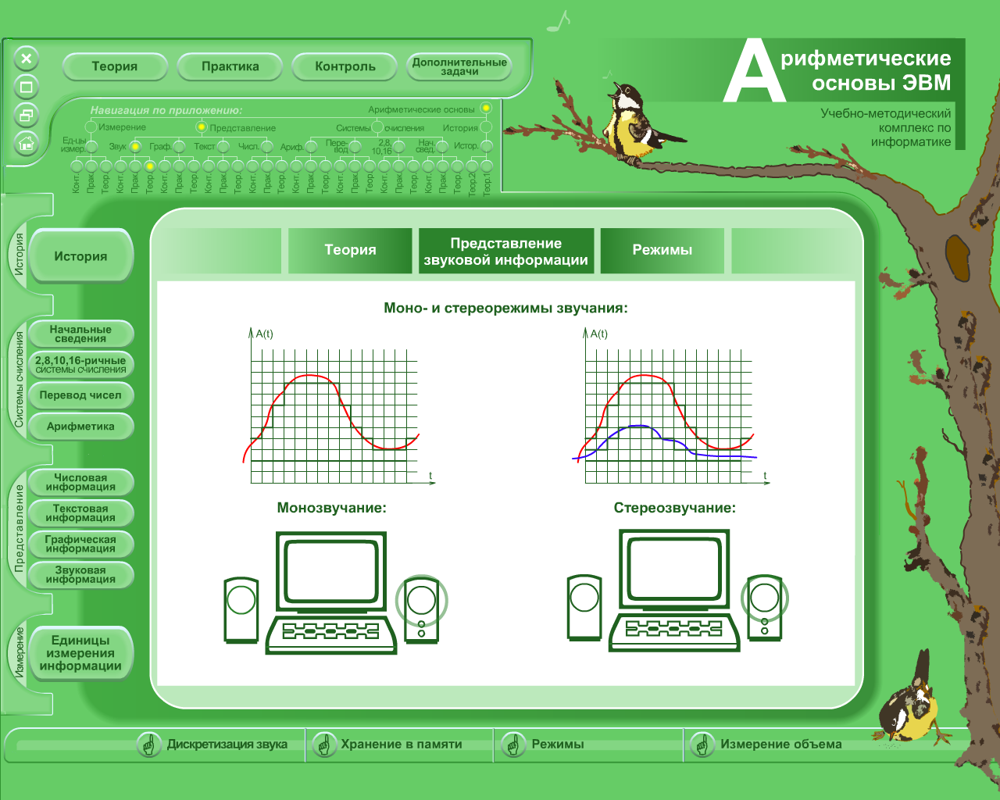 Теория
Практика
Контроль
Дополнительные
задачи
Арифметические
основы ЭВМ
Учебно-методический
комплекс по
информатике
Навигация по приложению:
Арифметические основы
Измерение
Представление
Системы счисления
История
Ед-цы
измер.
Звук
Граф.
Текст
Числ.
Ариф.
Пере-
вод
2,8,
10,16
Нач.
свед.
Истор.
Конт.
Прак.
Теор.
Конт.
Прак.
Теор.
Конт.
Прак.
Теор.
Конт.
Прак.
Теор.
Конт.
Прак.
Теор.
Конт.
Прак.
Теор.
Конт.
Прак.
Теор.
Конт.
Прак.
Теор.
Конт.
Прак.
Теор.
Теор.2
Теор.1
История
История
Системы счисления
Начальные
сведения
2,8,10,16-ричные
системы счисления
Перевод чисел
Арифметика
Представление
Числовая
информация
Текстовая
информация
Графическая
информация
Звуковая
информация
Измерение
Единицы
измерения
информации
Теория
Представление
звуковой информации
Режимы
Моно- и стереорежимы звучания:
A(t)
t
A(t)
t
Монозвучание:
Стереозвучание:
Дискретизация звука
Хранение в памяти
Режимы
Измерение объема